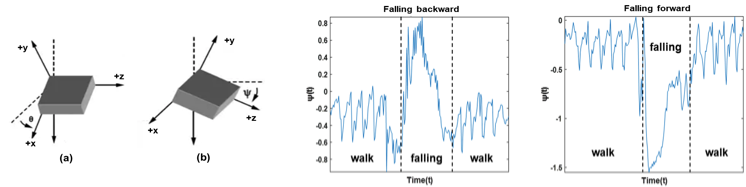 +y
+z
θ
+x
(a)
+y
ψ
+z
+x
(b)
Falling backward
ψ(t)
0.8
0.6
0.4
0.2
0
-0.2
-0.4
-0.6
-0.8
walk
falling
walk
Time(t)
Falling forward
ψ(t)
0
-0.5
-1
-1.5
falling
walk
walk
Time(t)